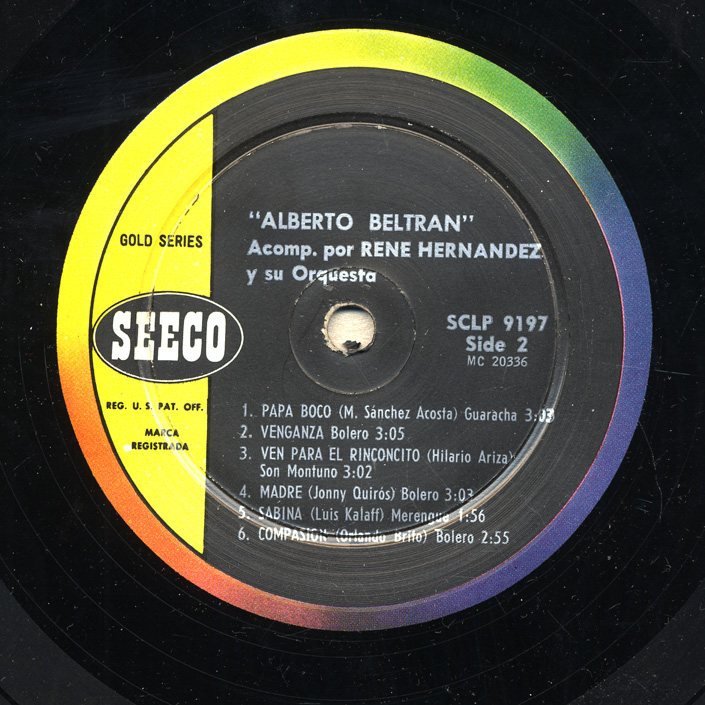 "ALBERTO BELTRAN"
Acomp. por RENE HERNANDEZ
y su Orquesta
GOLD SERIES
SEECO
REG. U. S. PAT. OFF.
MARCA
REGISTRADA
SCLP 9197
Side 2
MC 20336
1. PAPA BOCO (M. Sánchez Acosta) Guaracha 3:03
2. VENGANZA Bolero 3:05
3. VEN PARA EL RINCONCITO (Hilario Ariza)
Son Montuno 3:02
4. MADRE (Jonny Quirós) Bolero 3:03
5. SABINA (Luis Kalaff) Merengue 1:56
6. COMPASION (Orlando Brito) Bolero 2:55